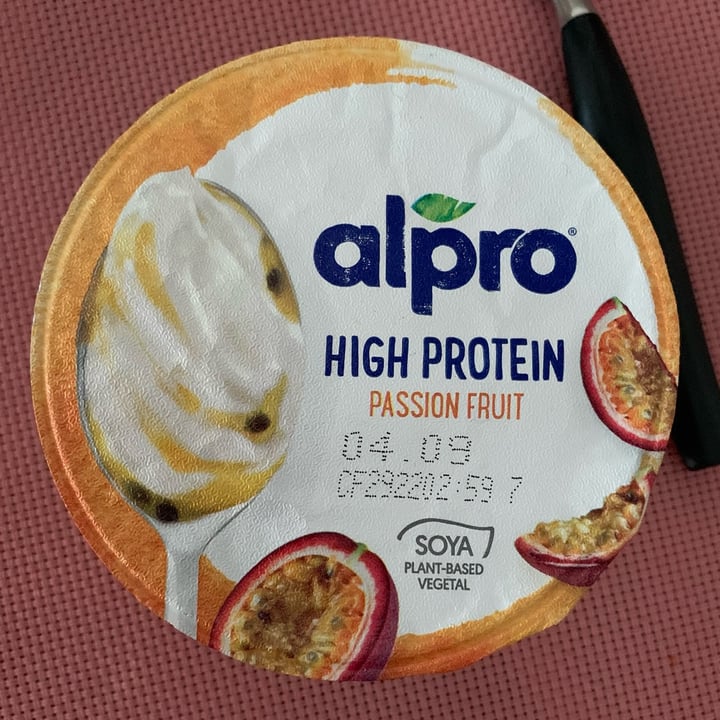 alpro®
HIGH PROTEIN
PASSION FRUIT
04.09
CF292202:59 7
SOYA
PLANT-BASED
VEGETAL